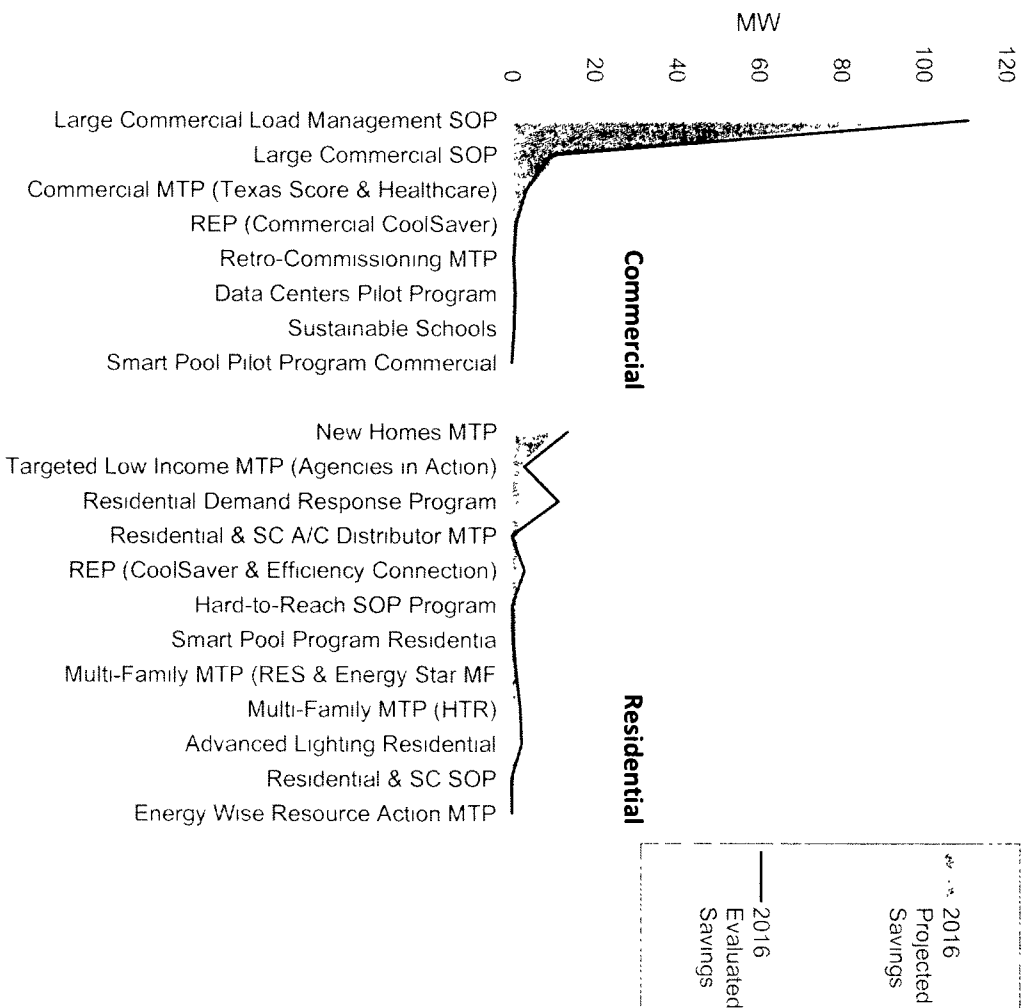 MW
0
20
40
60
80
100
120
Large Commercial Load Management SOP
Large Commercial SOP
Commercial MTP (Texas Score & Healthcare)
REP (Commercial CoolSaver)
Retro-Commissioning MTP
Data Centers Pilot Program
Sustainable Schools
Smart Pool Pilot Program Commercial
Commercial
New Homes MTP
Targeted Low Income MTP (Agencies in Action)
Residential Demand Response Program
Residential & SC A/C Distributor MTP
REP (CoolSaver & Efficiency Connection)
Hard-to-Reach SOP Program
Smart Pool Program Residentia
Multi-Family MTP (RES & Energy Star MF
Multi-Family MTP (HTR)
Advanced Lighting Residential
Residential & SC SOP
Energy Wise Resource Action MTP
Residential
2016
Projected
Savings
2016
Evaluated
Savings